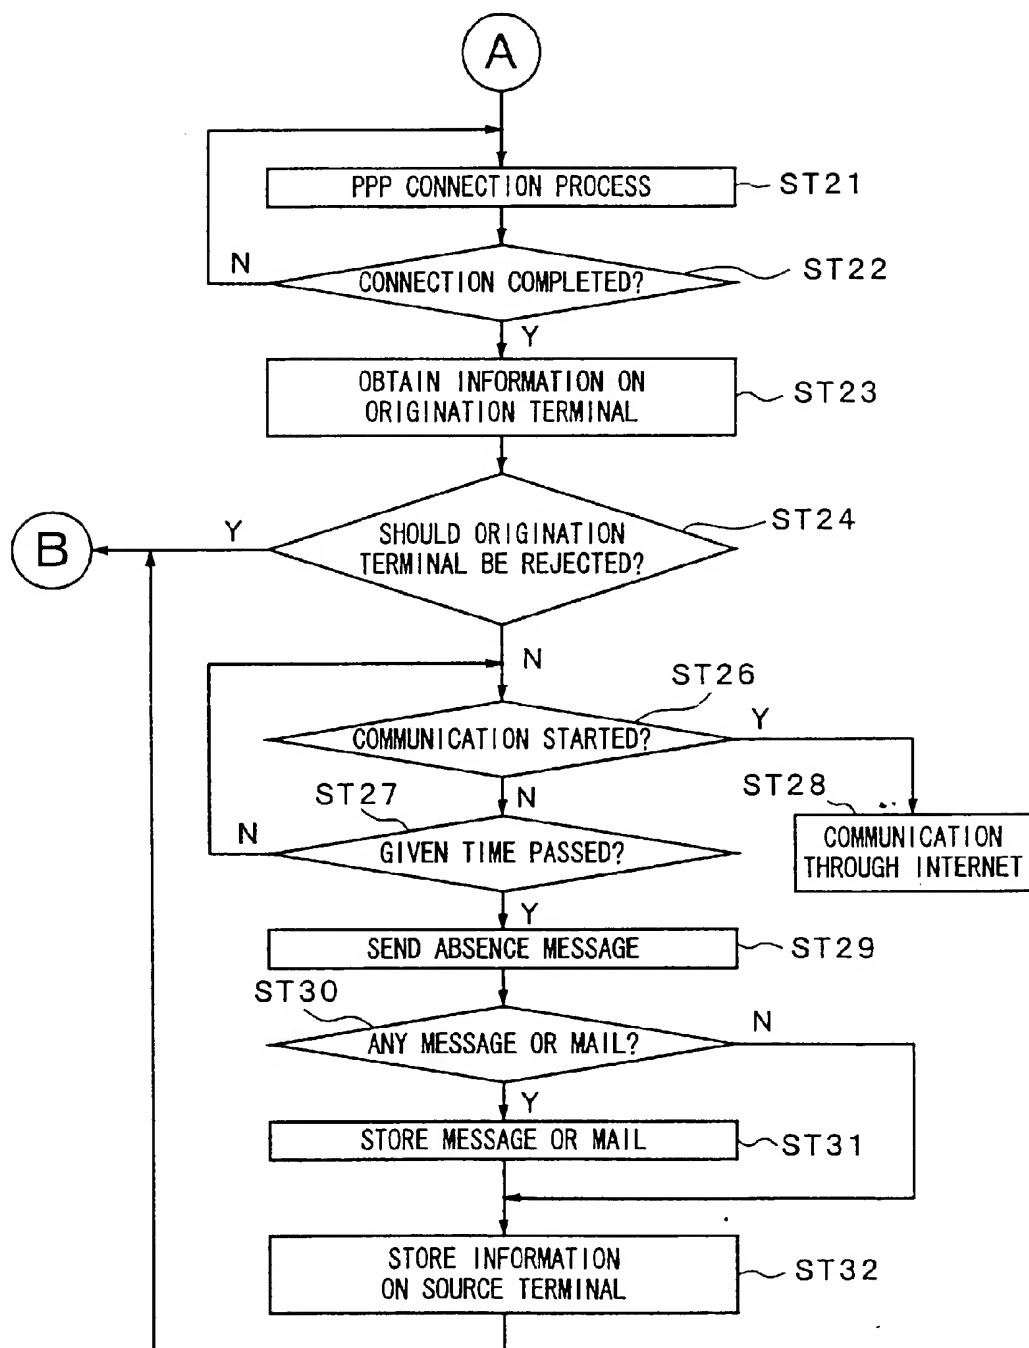 A
PPP CONNECTION PROCESS
ST21
N
CONNECTION COMPLETED?
ST22
Y
OBTAIN INFORMATION ON
ORIGINATION TERMINAL
ST23
B
Y
SHOULD ORIGINATION
TERMINAL BE REJECTED?
ST24
N
ST26
COMMUNICATION STARTED?
Y
ST27
N
ST28
N
GIVEN TIME PASSED?
COMMUNICATION
THROUGH INTERNET
Y
SEND ABSENCE MESSAGE
ST29
ST30
ANY MESSAGE OR MAIL?
N
Y
STORE MESSAGE OR MAIL
ST31
STORE INFORMATION
ON SOURCE TERMINAL
ST32